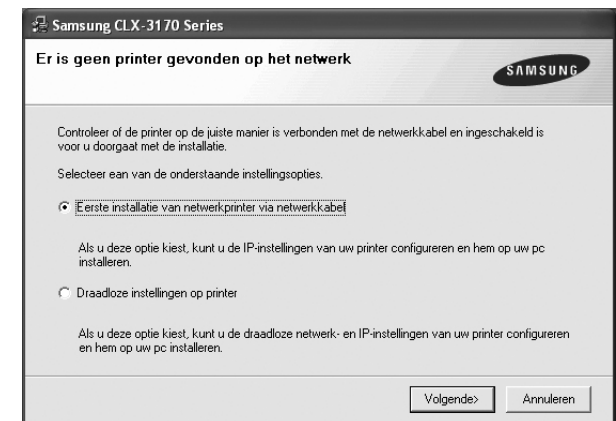 Samsung CLX-3170 Series
Er is geen printer gevonden op het netwerk
SAMSUNG
Controleer of de printer op de juiste manier is verbonden met de netwerkkabel en ingeschakeld is
voor u doorgaat met de installatie.
Selecteer ean van de onderstaande instellingsopties.
Eerste installatie van netwerkprinter via netwerkkabel
Als u deze optie kiest, kunt u de IP-instellingen van uw printer configureren en hem op uw pc
installeren.
Draadloze instellingen op printer
Als u deze optie kiest, kunt u de draadloze netwerk- en IP-instellingen van uw printer configureren
en hem op uw pc installeren.
Volgende>
Annuleren